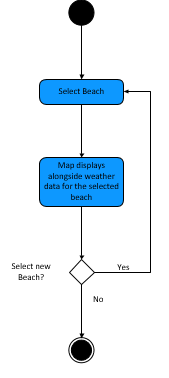 Select Beach
Map displays
alongside weather
data for the selected
beach
Select new
Beach?
Yes
No